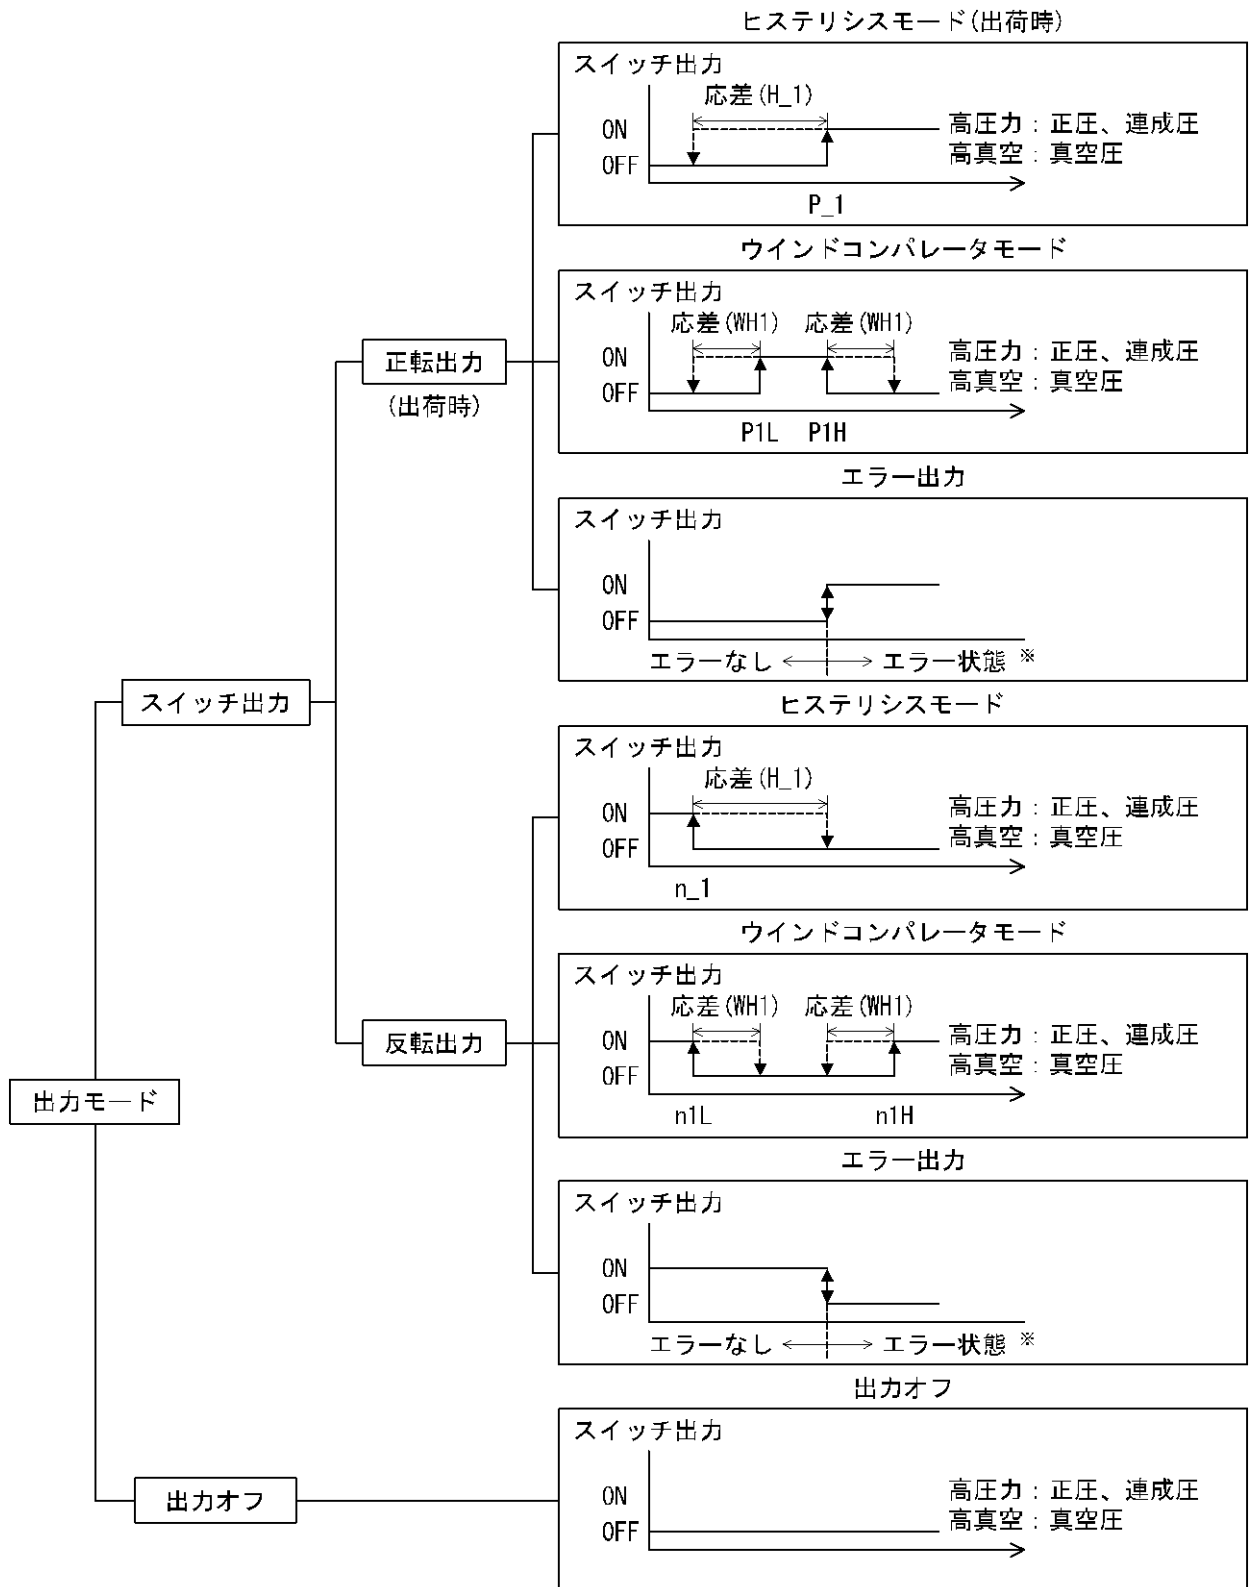 ヒステリシスモード(出荷時)
スイッチ出力
応差(H_1)
ON
OFF
高圧力：正圧、連成圧
高真空：真空圧
P_1
ウインドコンパレータモード
スイッチ出力
応差(WH1) 応差(WH1)
ON
OFF
高圧力：正圧、連成圧
高真空：真空圧
P1L P1H
正転出力
(出荷時)
エラー出力
スイッチ出力
ON
OFF
エラーなし エラー状態 ※
スイッチ出力
ヒステリシスモード
スイッチ出力
応差(H_1)
ON
OFF
高圧力：正圧、連成圧
高真空：真空圧
n_1
ウインドコンパレータモード
スイッチ出力
応差(WH1) 応差(WH1)
ON
OFF
高圧力：正圧、連成圧
高真空：真空圧
n1L n1H
反転出力
出力モード
エラー出力
スイッチ出力
ON
OFF
エラーなし エラー状態 ※
出力オフ
スイッチ出力
ON
OFF
高圧力：正圧、連成圧
高真空：真空圧
出力オフ